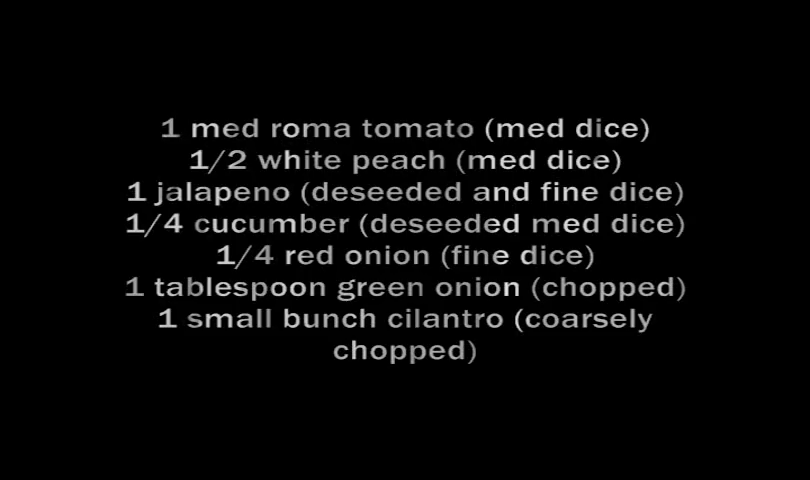 1 med roma tomato (med dice)
1/2 white peach (med dice)
1 jalapeno (deseeded and fine dice)
1/4 cucumber (deseeded med dice)
1/4 red onion (fine dice)
1 tablespoon green onion (chopped)
1 small bunch cilantro (coarsely
chopped)